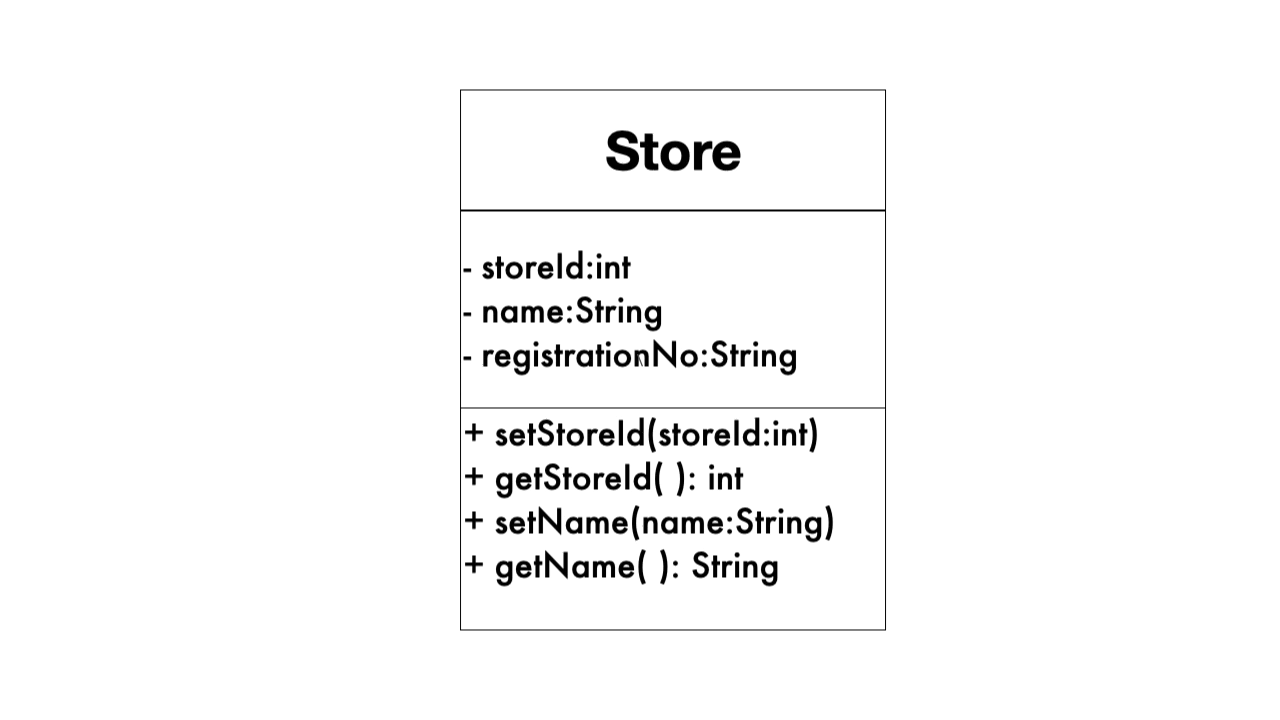 Store
- storeId:int
- name:String
- registrationNo:String
+ setStoreId(storeId:int)
+ getStoreId( ): int
+ setName(name:String)
+ getName( ): String